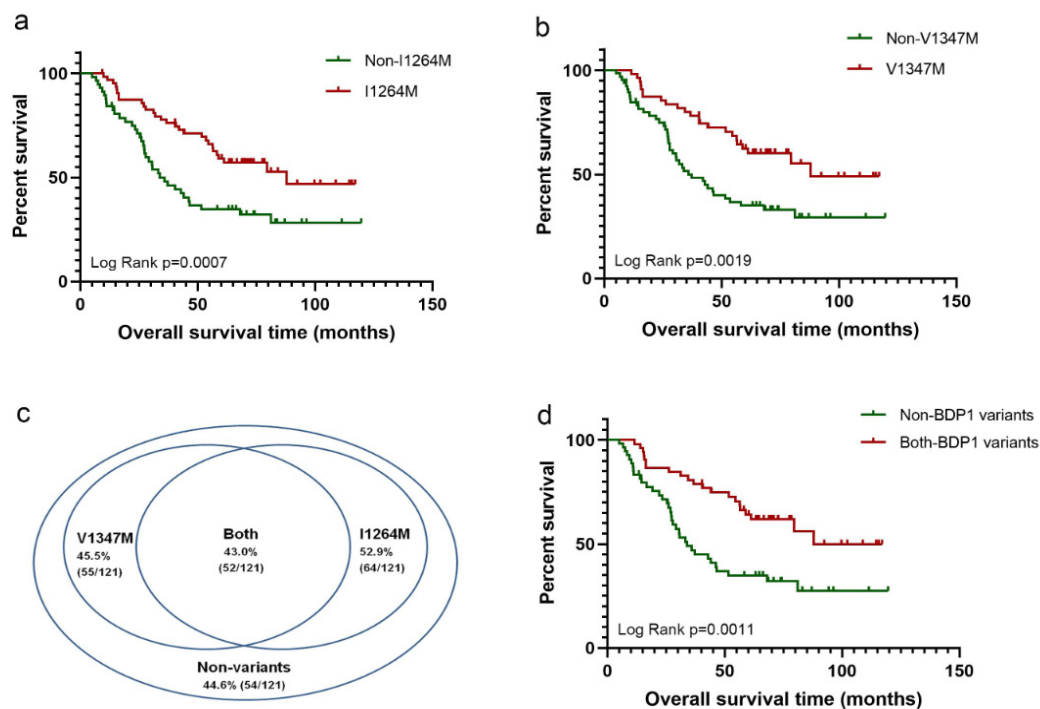 a
Non-I1264M
I1264M
Percent survival
100
50
0
Log Rank p=0.0007
0
50
100
150
Overall survival time (months)
b
Non-V1347M
V1347M
Percent survival
100
50
0
Log Rank p=0.0019
0
50
100
150
Overall survival time (months)
c
V1347M
45.5%
(55/121)
Both
43.0%
(52/121)
I1264M
52.9%
(64/121)
Non-variants
44.6% (54/121)
d
Non-BDP1 variants
Both-BDP1 variants
Percent survival
100
50
0
Log Rank p=0.0011
0
50
100
150
Overall survival time (months)